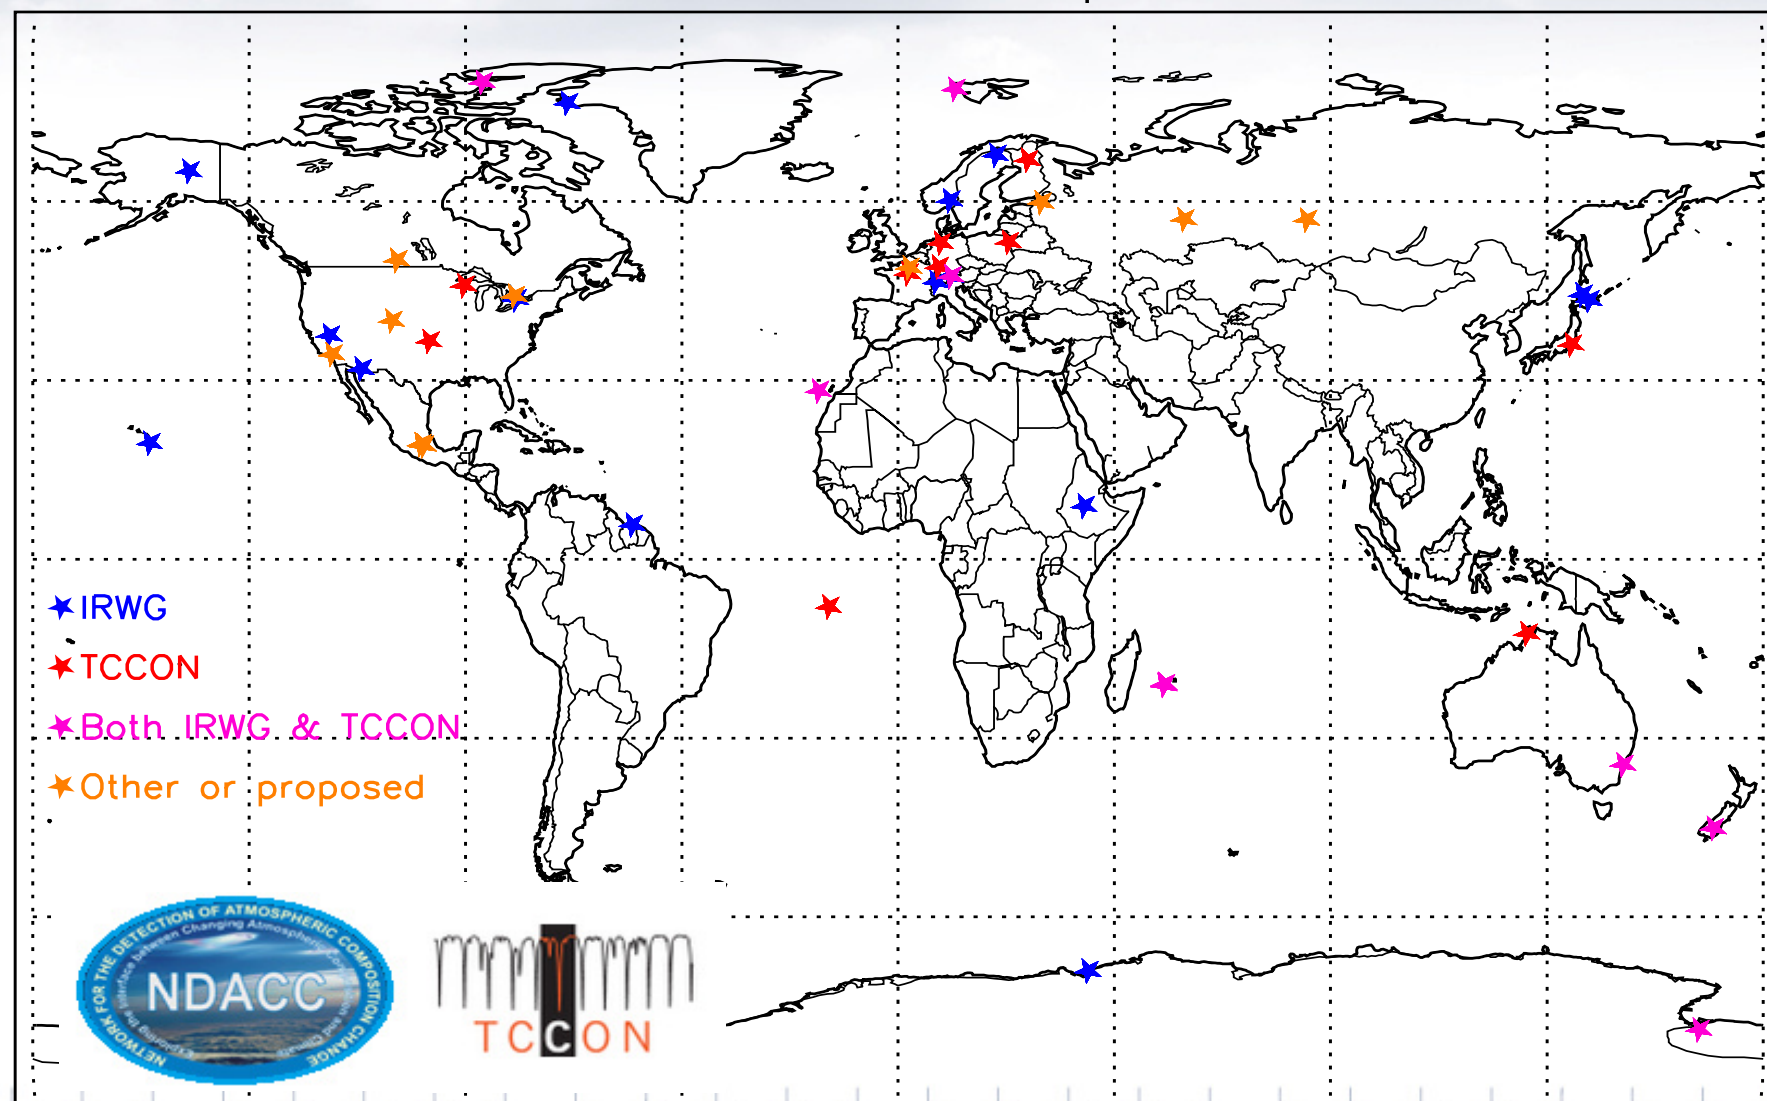 IRWG
TCCON
Both IRWG & TCCON
Other or proposed
NETWORK FOR THE DETECTION OF ATMOSPHERIC COMPOSITION CHANGE
NDACC
TCCON